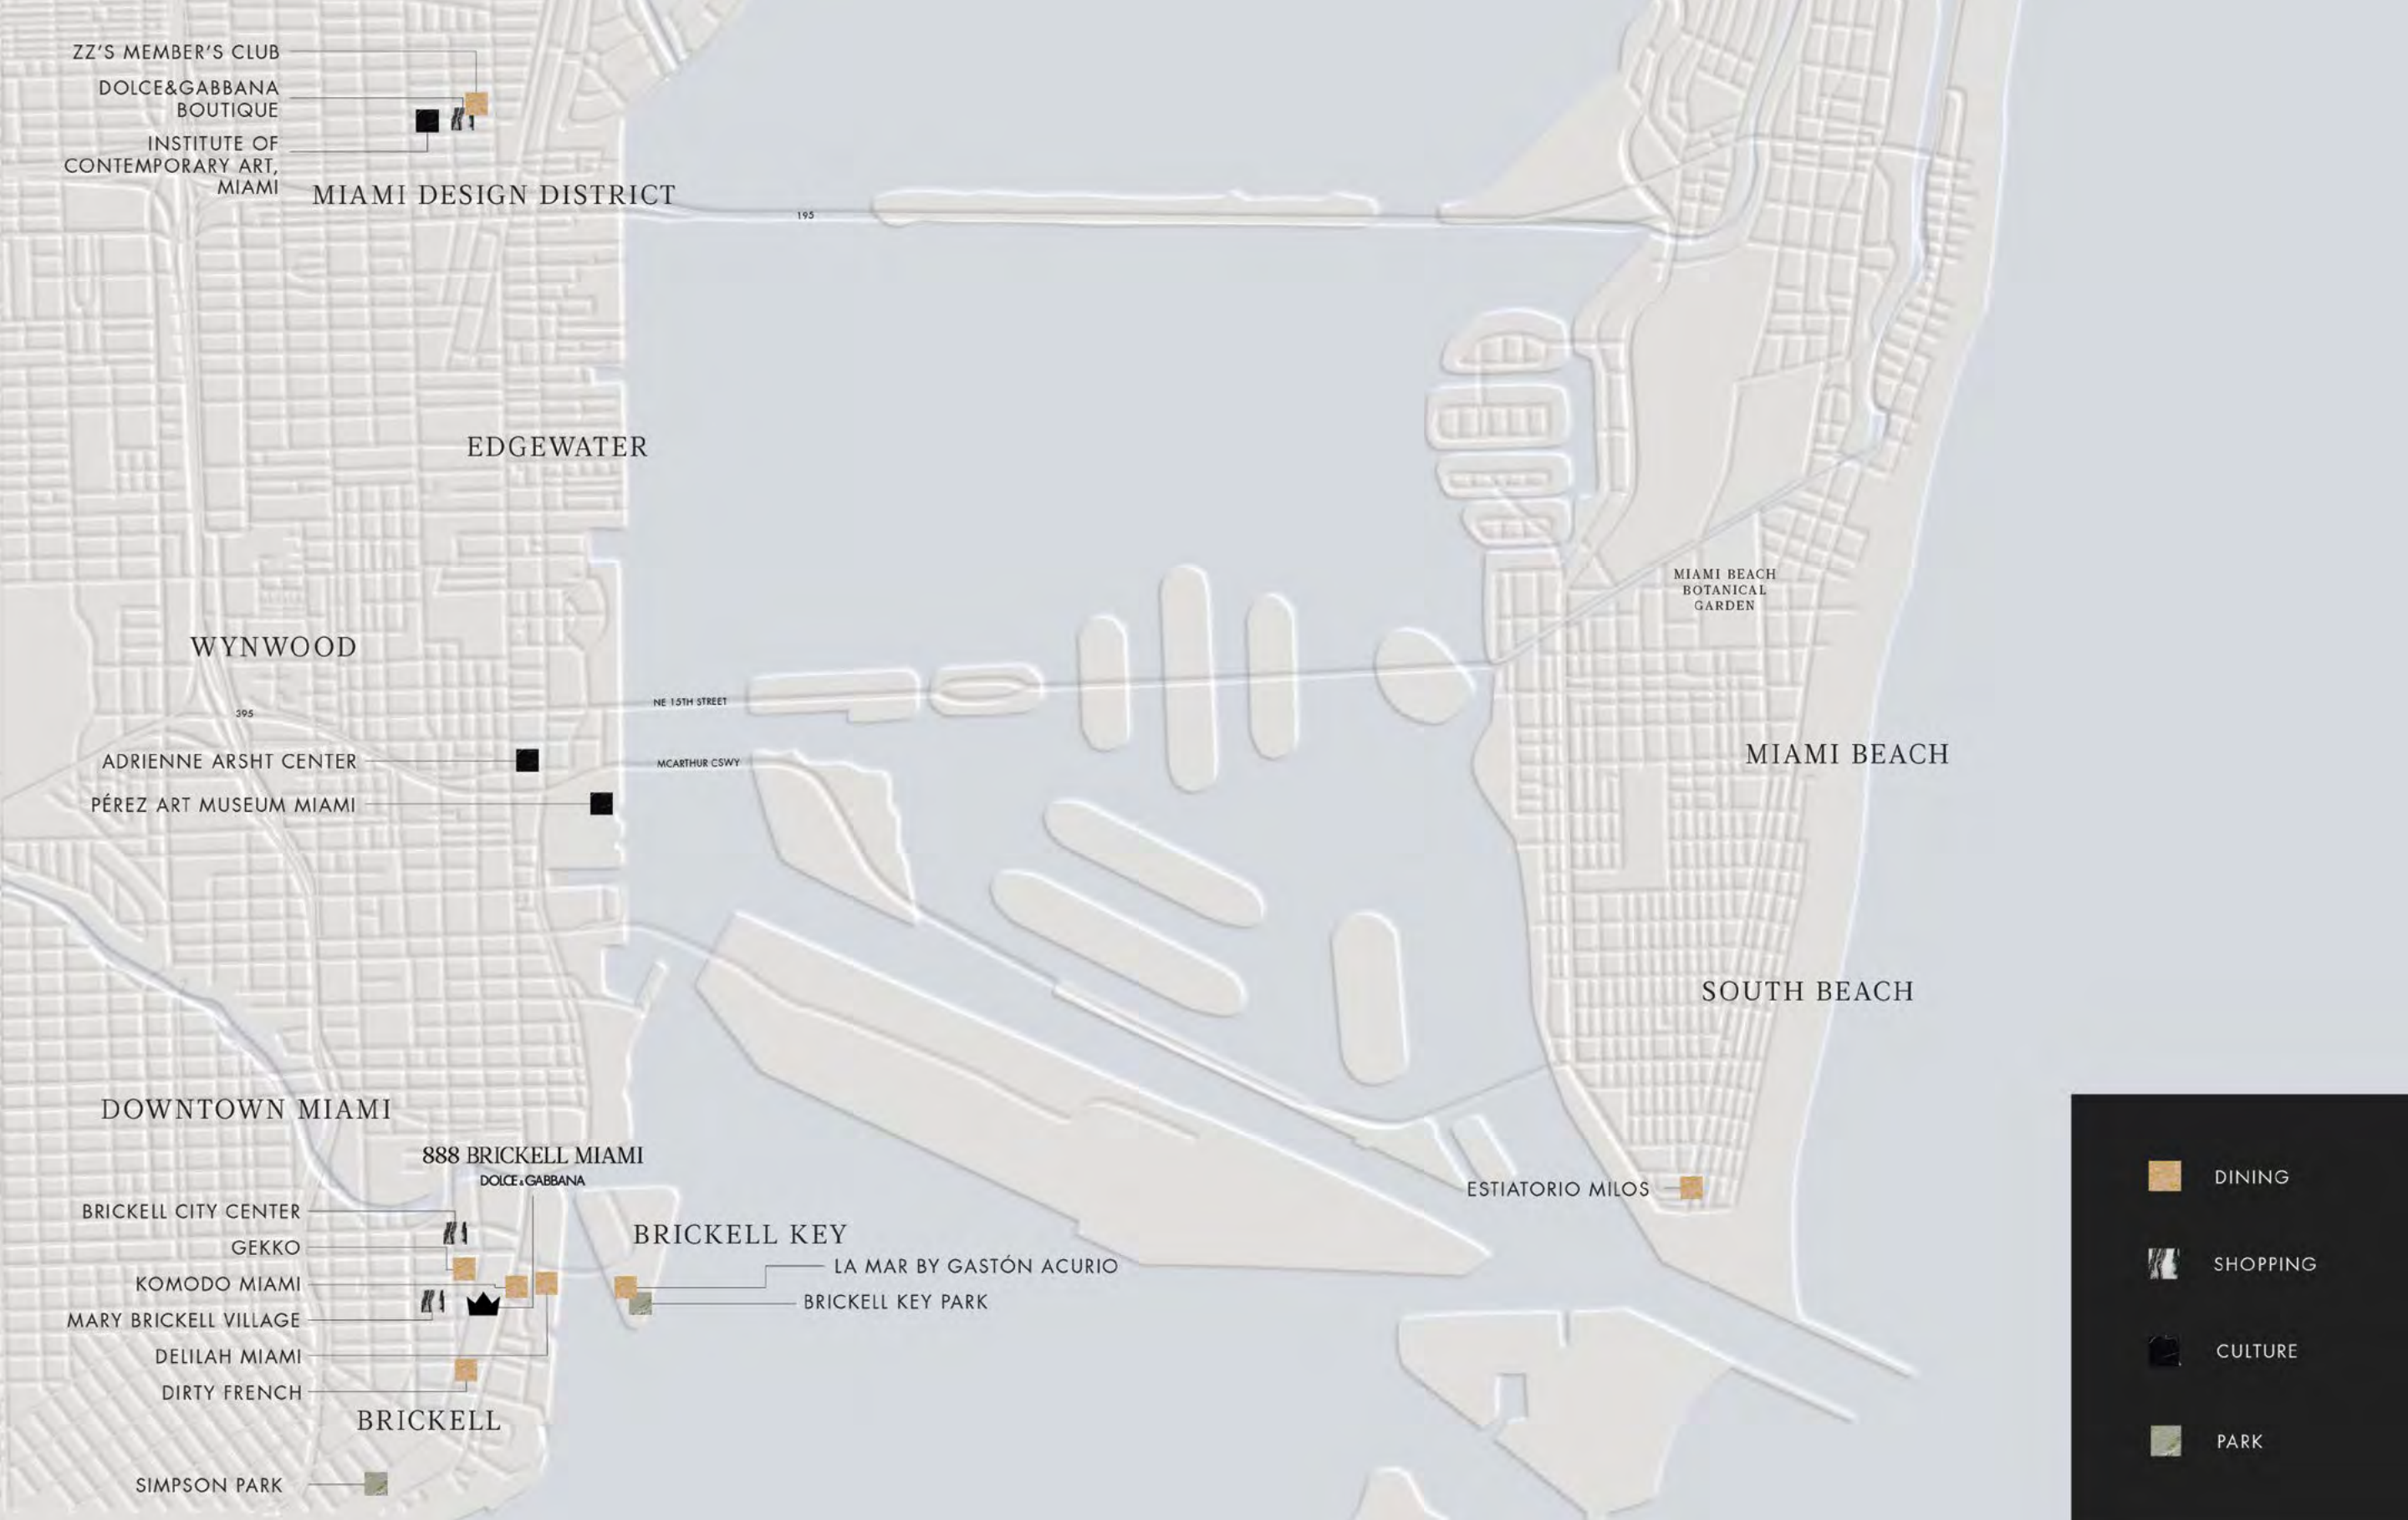 ZZ'S MEMBER'S CLUB
DOLCE&GABBANA
BOUTIQUE
INSTITUTE OF
CONTEMPORARY ART,
MIAMI
MIAMI DESIGN DISTRICT
195
EDGEWATER
MIAMI BEACH
BOTANICAL
GARDEN
WYNWOOD
395
NE 15TH STREET
ADRIENNE ARSHT CENTER
MCARTHUR CSWY
MIAMI BEACH
PÉREZ ART MUSEUM MIAMI
SOUTH BEACH
DOWNTOWN MIAMI
888 BRICKELL MIAMI
DOLCE & GABBANA
ESTIATORIO MILOS
BRICKELL CITY CENTER
GEKKO
KOMODO MIAMI
MARY BRICKELL VILLAGE
DELILAH MIAMI
DIRTY FRENCH
BRICKELL KEY
LA MAR BY GASTÓN ACURIO
BRICKELL KEY PARK
BRICKELL
SIMPSON PARK
DINING
SHOPPING
CULTURE
PARK